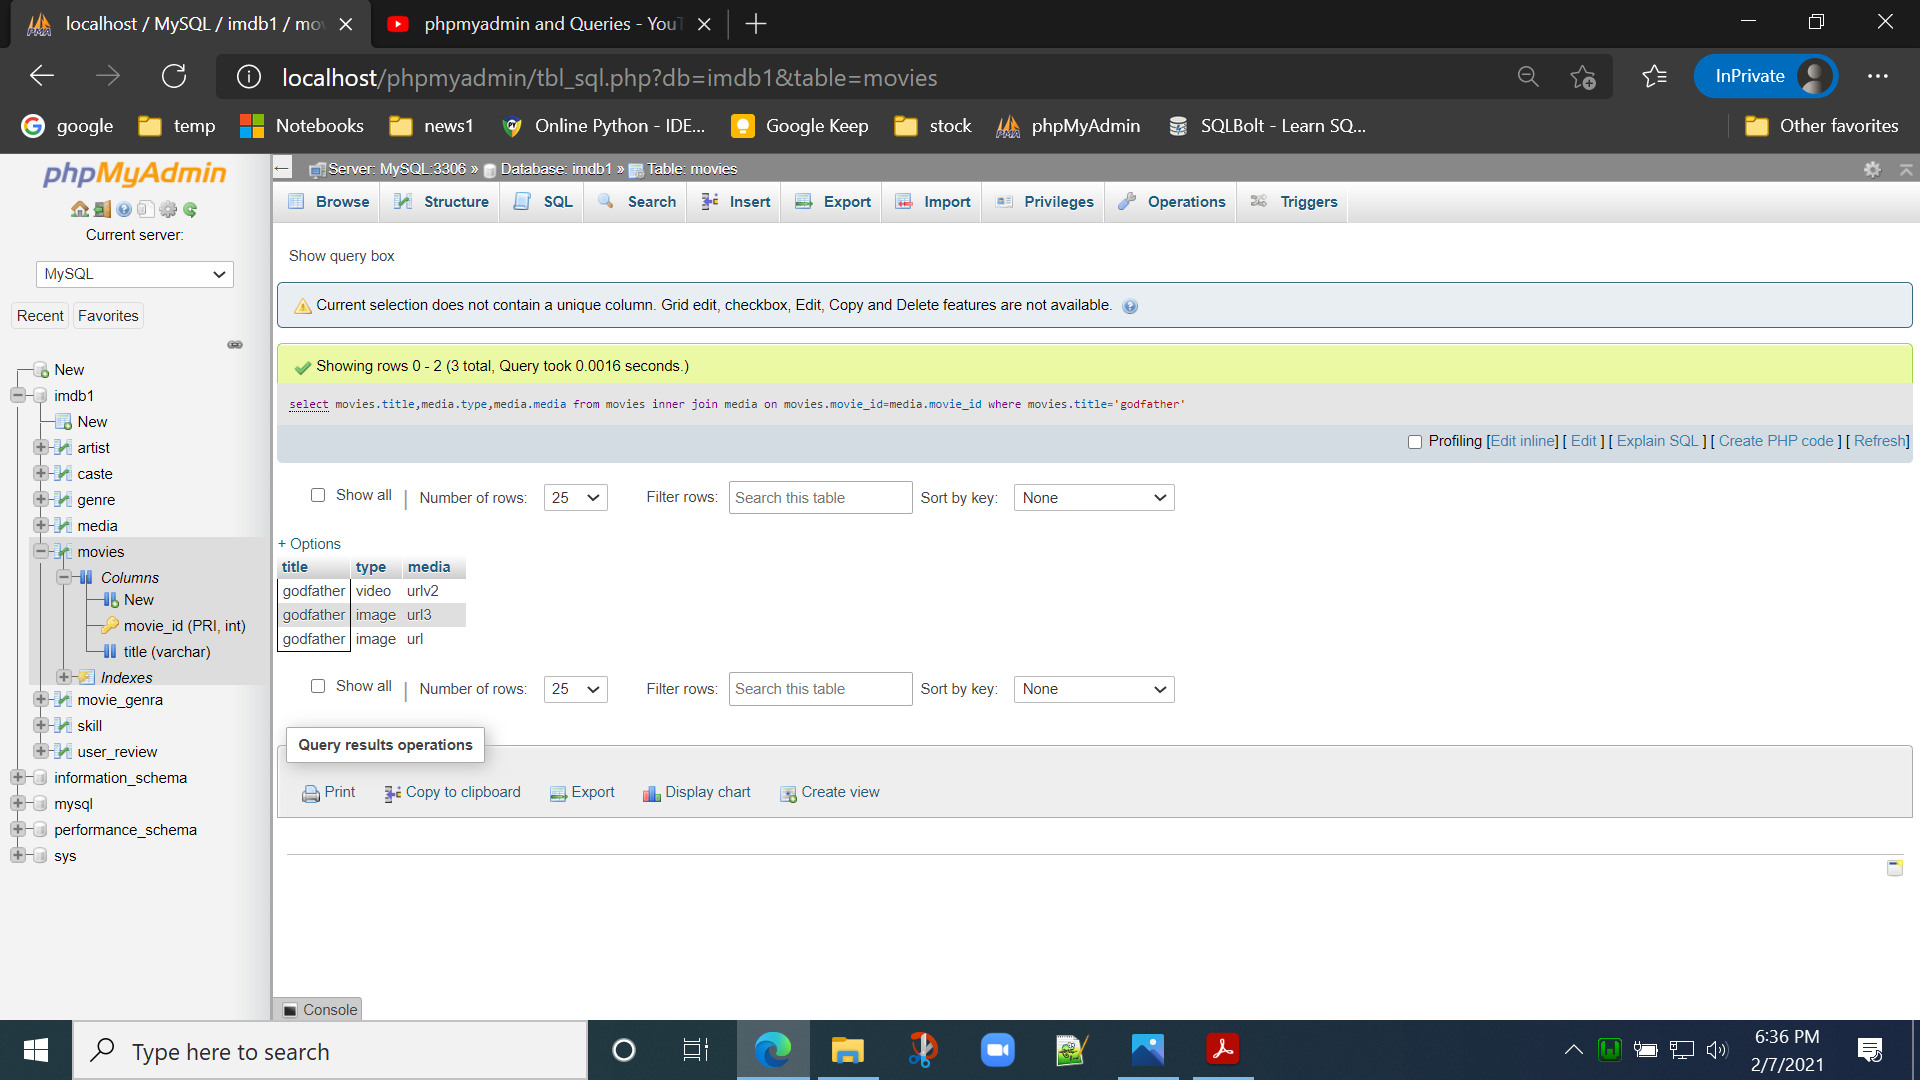 localhost / MySQL / imdb1 / mo
phpmyadmin and Queries - You
localhost/phpmyadmin/tbl_sql.php?db=imdb1&table=movies
InPrivate
google
temp
Notebooks
news1
Online Python - IDE...
Google Keep
stock
phpMyAdmin
SQLBolt - Learn SQ...
Other favorites
phpMyAdmin
Current server:
MySQL
Recent
Favorites
New
imdb1
New
artist
caste
genre
media
movies
Columns
New
movie_id (PRI, int)
title (varchar)
Indexes
movie_genra
skill
user_review
information_schema
mysql
performance_schema
sys
Server: MySQL:3306 » Database: imdb1 » Table: movies
Browse
Structure
SQL
Search
Insert
Export
Import
Privileges
Operations
Triggers
Show query box
Current selection does not contain a unique column. Grid edit, checkbox, Edit, Copy and Delete features are not available.
Showing rows 0 - 2 (3 total, Query took 0.0016 seconds.)
select movies.title,media.type,media.media from movies inner join media on movies.movie_id=media.movie_id where movies.title='godfather'
Profiling [Edit inline] [ Edit ] [ Explain SQL ] [ Create PHP code ] [ Refresh]
Show all | Number of rows: 25 Filter rows: Search this table Sort by key: None
+ Options
title type media
godfather video urlv2
godfather image url3
godfather image url
Show all | Number of rows: 25 Filter rows: Search this table Sort by key: None
Query results operations
Print
Copy to clipboard
Export
Display chart
Create view
Console
Type here to search
6:36 PM
2/7/2021